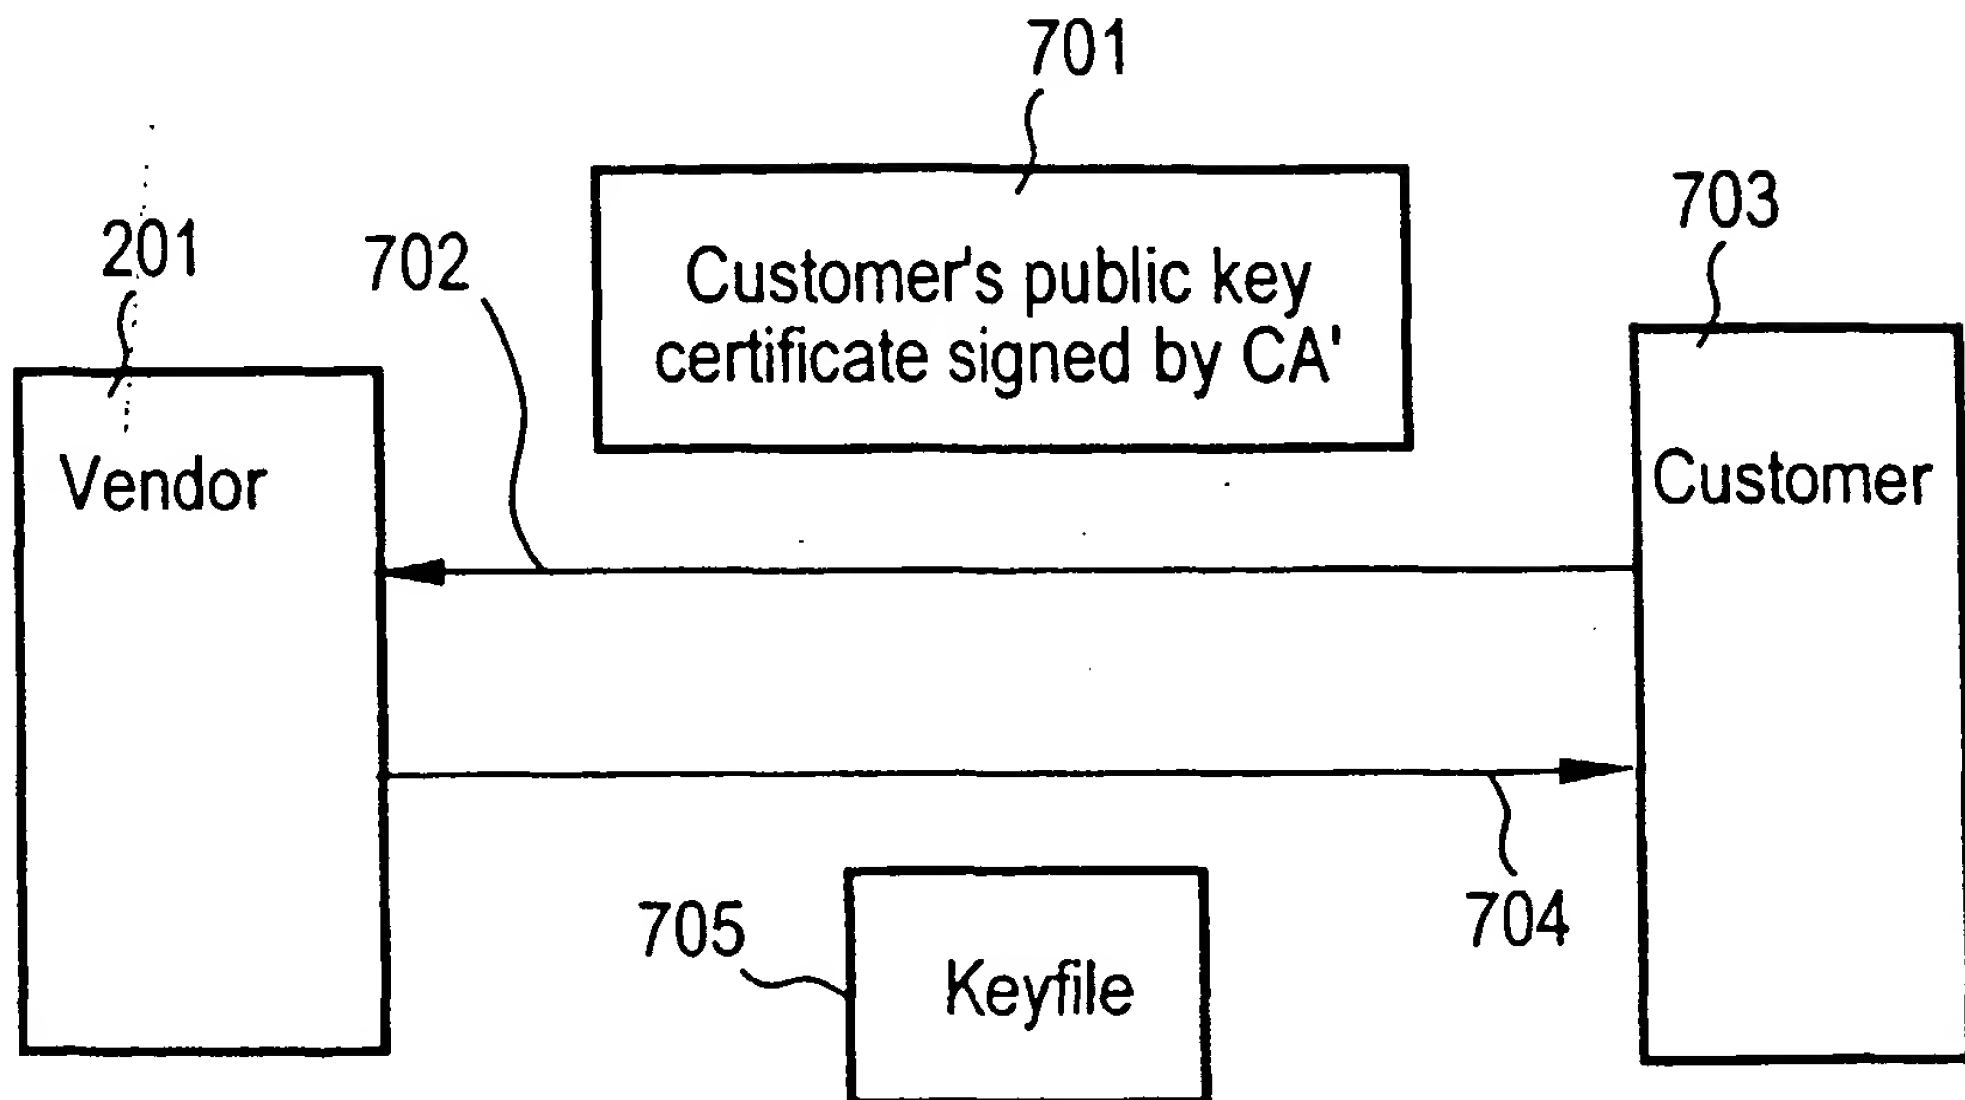 701
703
201
702
Customer's public key
certificate signed by CA'
Vendor
Customer
704
705
Keyfile